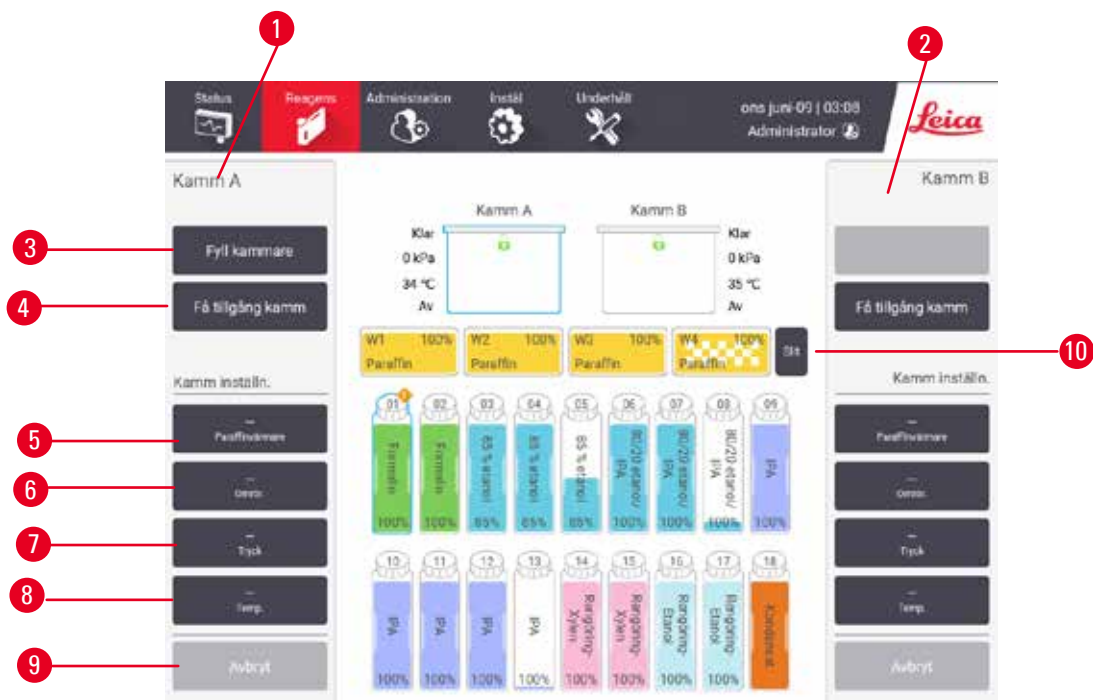 1
2
Status Reagens Administration Instäl Underhåll
ons juni-09 | 03:08
Administrator
Leica
Kamm A
Kamm B
Kamm A Kamm B
3
Fyll kammare
Klar
0 kPa
34 °C
Av
Klar
0 kPa
35 °C
Av
4
Få tillgång kamm
Få tillgång kamm
W1 100%
Paraffin
W2 100%
Paraffin
W3 100%
Paraffin
W4 100%
Paraffin
10
Kamm inställn.
Kamm inställn.
5
--
Paraffinvärmare
--
Paraffinvärmare
6
--
Omrör.
--
Omrör.
7
--
Tryck
--
Tryck
8
--
Temp.
--
Temp.
9
Avbryt
Avbryt
01 02 03 04 05 06 07 08 09
Formalin
Formalin
85 % etanol
85 % etanol
85 % etanol
80/20 etanol/ IPA
80/20 etanol/ IPA
80/20 etanol/ IPA
IPA
100% 100% 85% 85% 85% 100% 100% 100% 100%
10 11 12 13 14 15 16 17 18
IPA
IPA
IPA
IPA
Rengöring- Xylen
Rengöring- Xylen
Rengöring- Etanol
Rengöring- Etanol
Kondensat
100% 100% 100% 100% 100% 100% 100% 100%